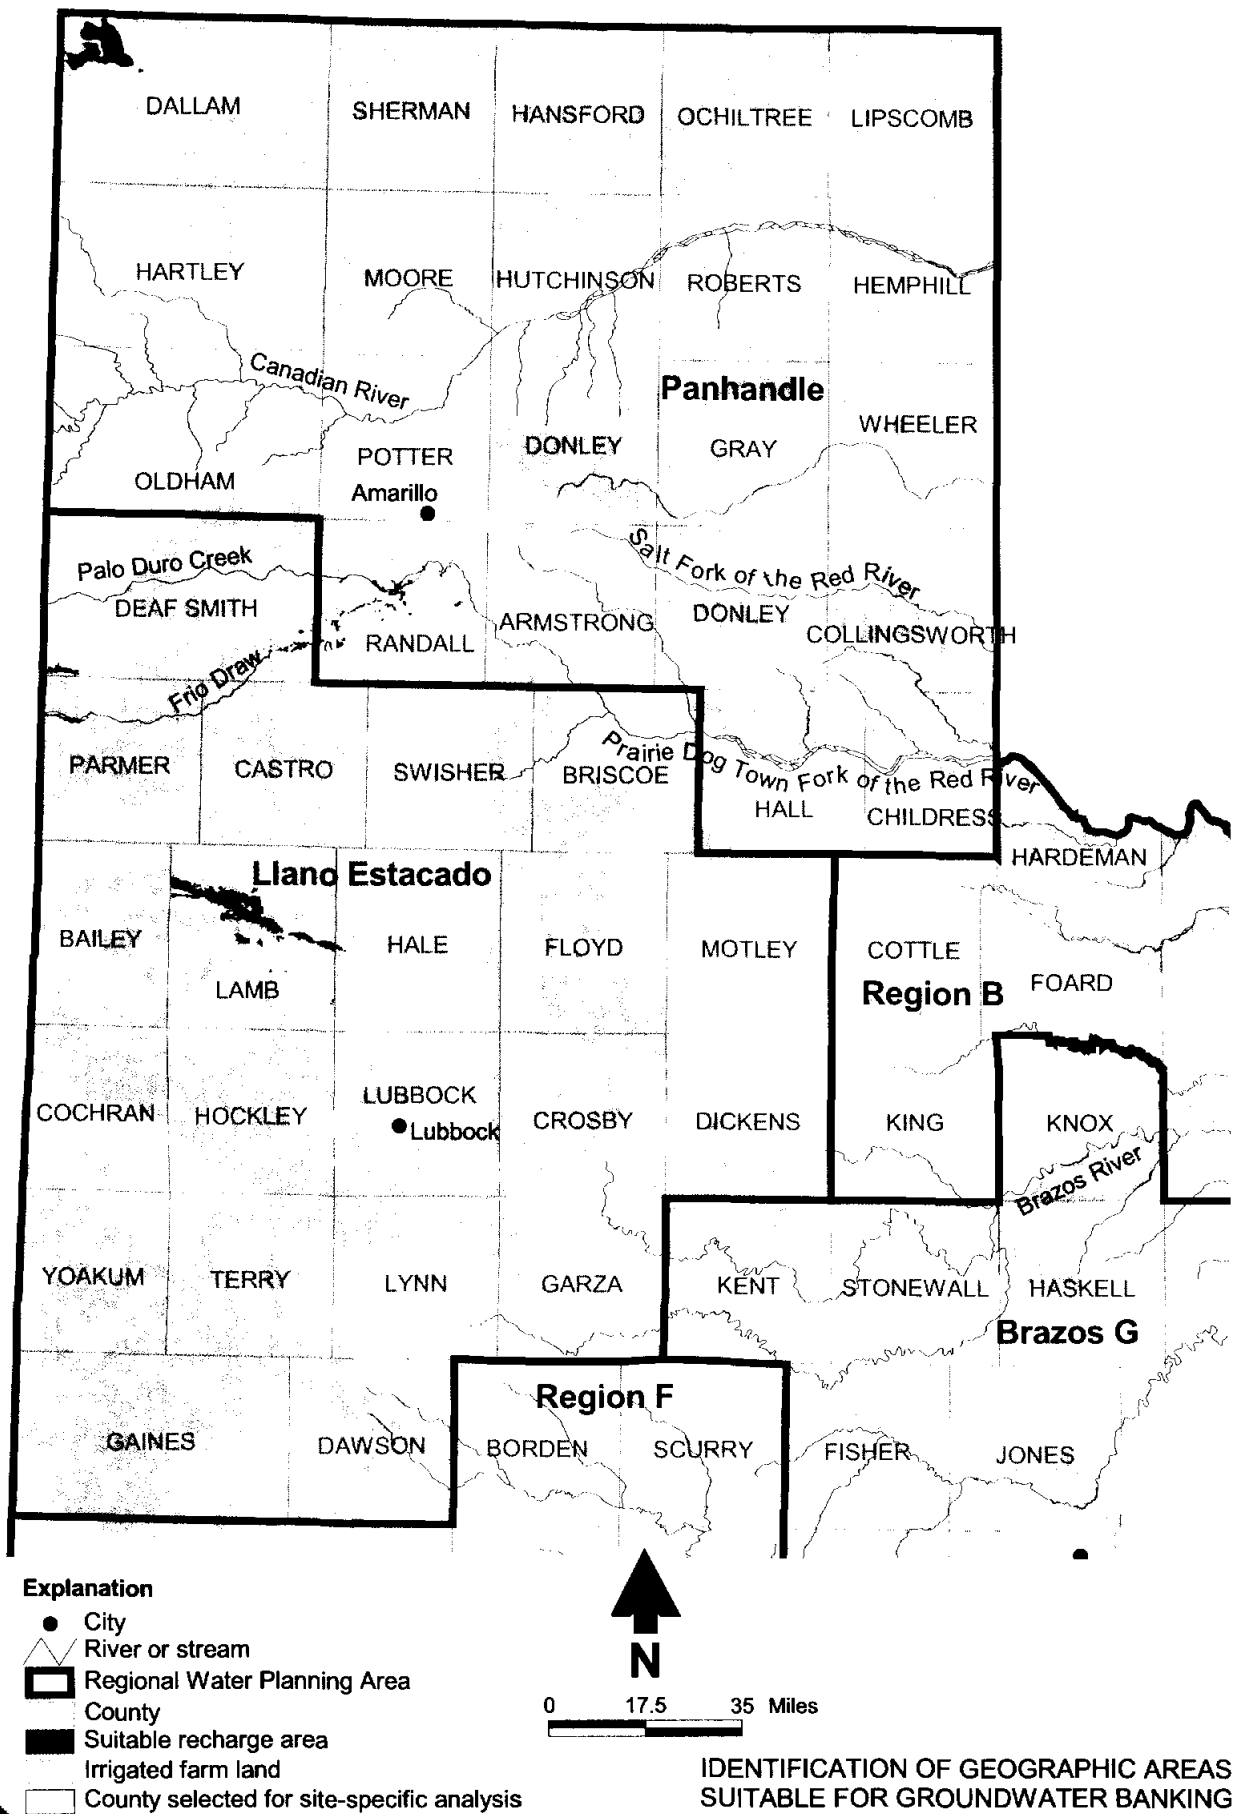 DALLAM
SHERMAN
HANSFORD
OCHILTREE
LIPSCOMB
HARTLEY
MOORE
HUTCHINSON
ROBERTS
HEMPHILL
Canadian River
Panhandle
WHEELER
DONLEY
GRAY
POTTER
OLDHAM
Amarillo
Palo Duro Creek
Salt Fork of the Red River
DEAF SMITH
DONLEY
ARMSTRONG
COLLINGSWORTH
RANDALL
Frio Draw
Prairie Dog Town Fork of the Red River
PARMER
CASTRO
SWISHER
BRISCOE
HALL
CHILDRESS
HARDEMAN
Llano Estacado
BAILEY
HALE
FLOYD
MOTLEY
COTTLE
LAMB
Region B
FOARD
LUBBOCK
COCHRAN
HOCKLEY
Lubbock
CROSBY
DICKENS
KING
KNOX
Brazos River
YOAKUM
TERRY
LYNN
GARZA
KENT
STONEWALL
HASKELL
Brazos G
Region F
GAINES
DAWSON
BORDEN
SCURRY
FISHER
JONES
Explanation
City
River or stream
Regional Water Planning Area
County
Suitable recharge area
Irrigated farm land
County selected for site-specific analysis
N
0 17.5 35 Miles
IDENTIFICATION OF GEOGRAPHIC AREAS
SUITABLE FOR GROUNDWATER BANKING